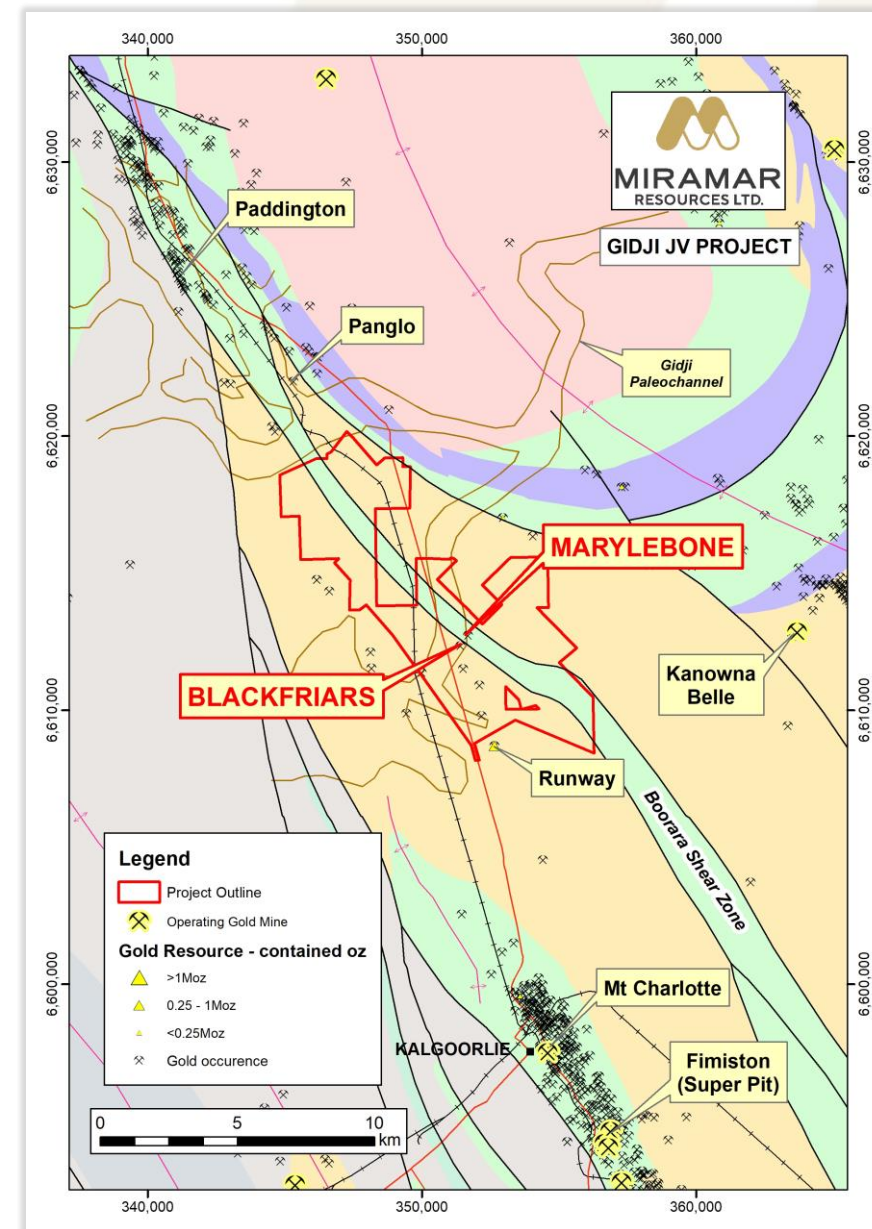 340,000
350,000
360,000
MIRAMAR
RESOURCES LTD.
GIDJI JV PROJECT
6,630,000
6,630,000
Paddington
Panglo
Gidji
Paleochannel
6,620,000
6,620,000
MARYLEBONE
BLACKFRIARS
Kanowna
Belle
6,610,000
6,610,000
Runway
Boorara Shear Zone
Legend
Project Outline
Operating Gold Mine
Gold Resource - contained oz
>1Moz
0.25 - 1Moz
<0.25Moz
Gold occurence
6,600,000
6,600,000
Mt Charlotte
KALGOORLIE
Fimiston
(Super Pit)
0
5
10
km
340,000
350,000
360,000